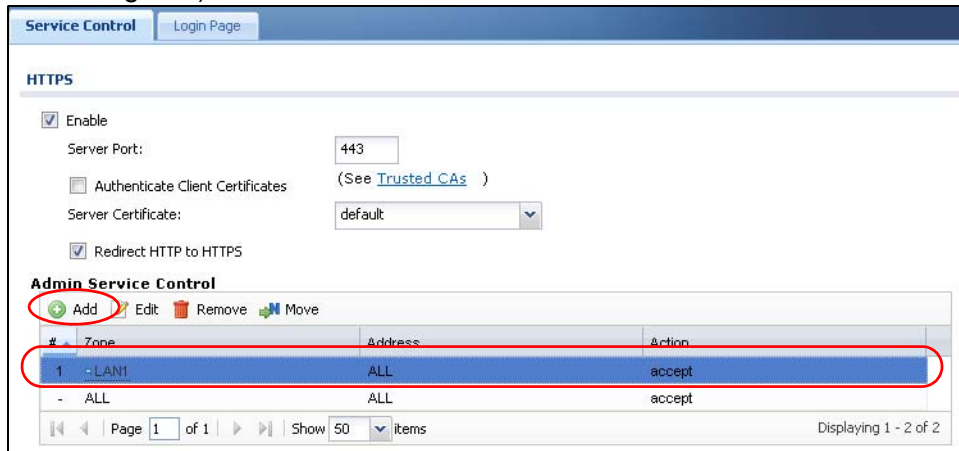 Service Control Login Page
HTTPS
Enable
Server Port: 443
Authenticate Client Certificates (See Trusted CAs )
Server Certificate: default
Redirect HTTP to HTTPS
Admin Service Control
Add Edit Remove Move
# Zone Address Action
1 LAN1 ALL accept
- ALL ALL accept
Page 1 of 1 Show 50 items Displaying 1 - 2 of 2